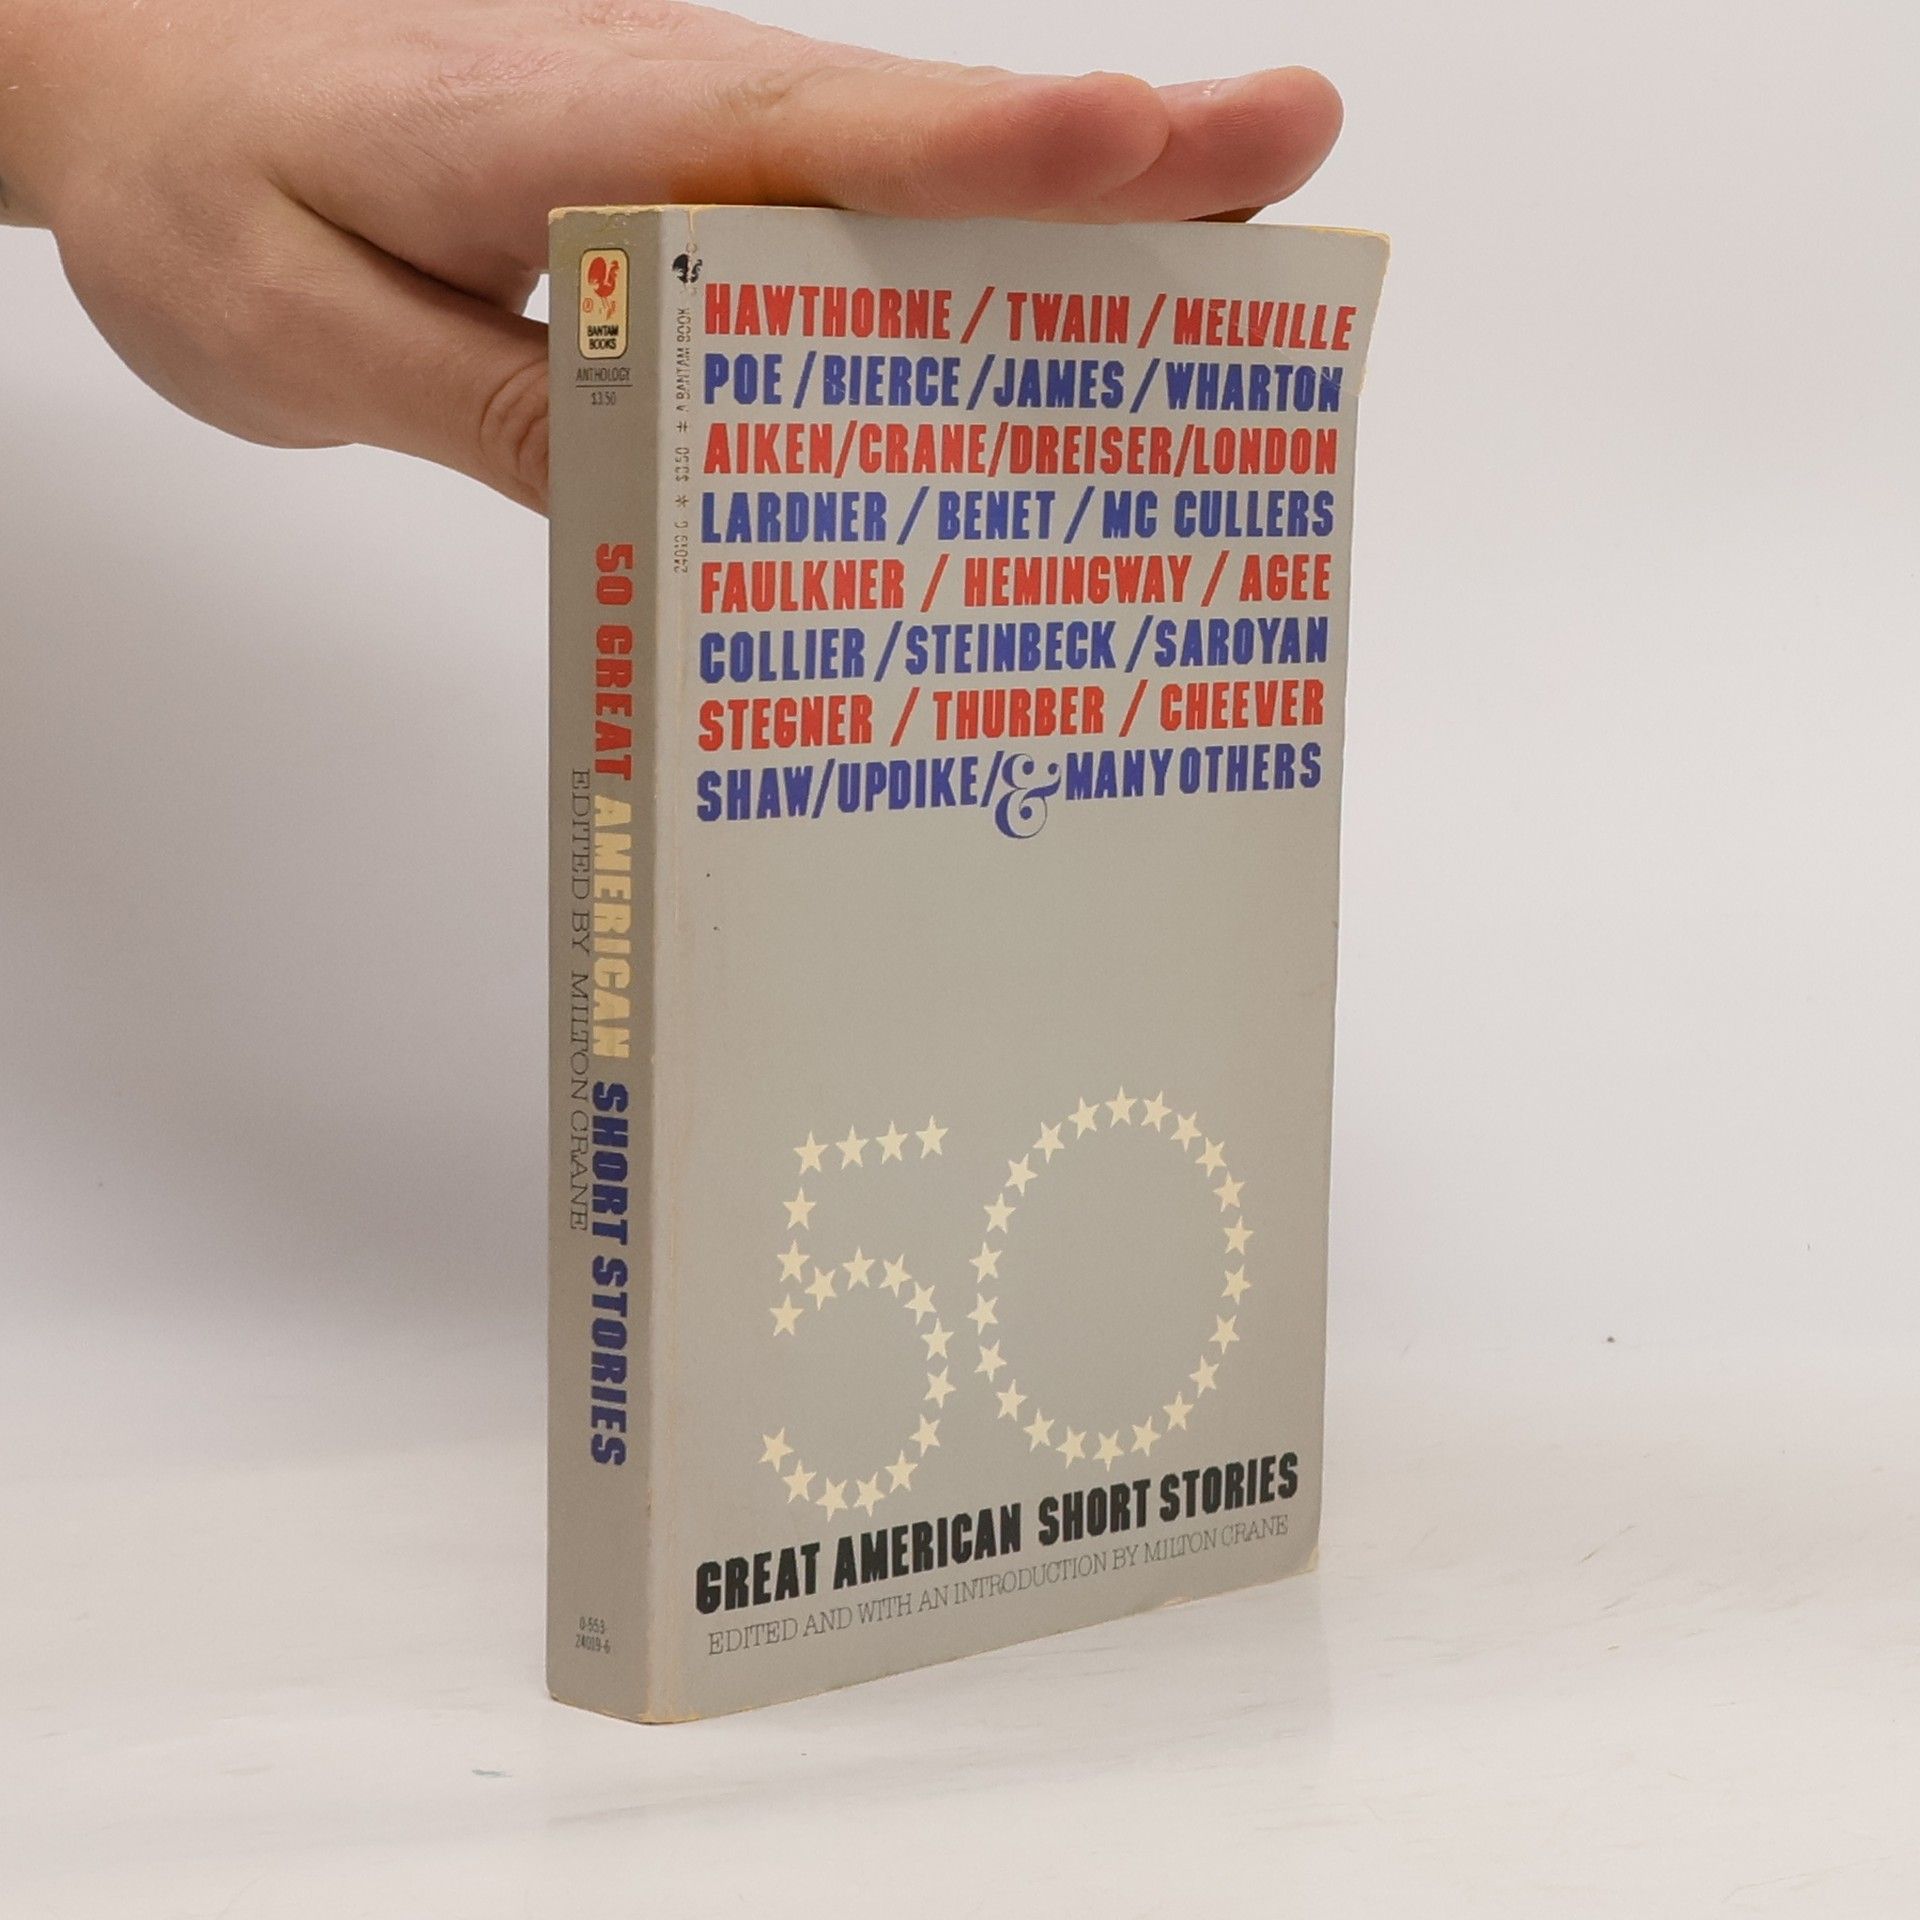 BANTAM
BOOKS
ANTHOLOGY
$3.50
50 GREAT AMERICAN SHORT STORIES
EDITED BY MILTON CRANE
0-553-
24019-6
24019-6 * $3.50 * A BANTAM BOOK
HAWTHORNE / TWAIN / MELVILLE
POE / BIERCE / JAMES / WHARTON
AIKEN/CRANE/DREISER/LONDON
LARDNER / BENET / MC CULLERS
FAULKNER / HEMINGWAY / AGEE
COLLIER / STEINBECK / SAROYAN
STEGNER / THURBER / CHEEVER
SHAW/UPDIKE/& MANY OTHERS
50
GREAT AMERICAN SHORT STORIES
EDITED AND WITH AN INTRODUCTION BY MILTON CRANE